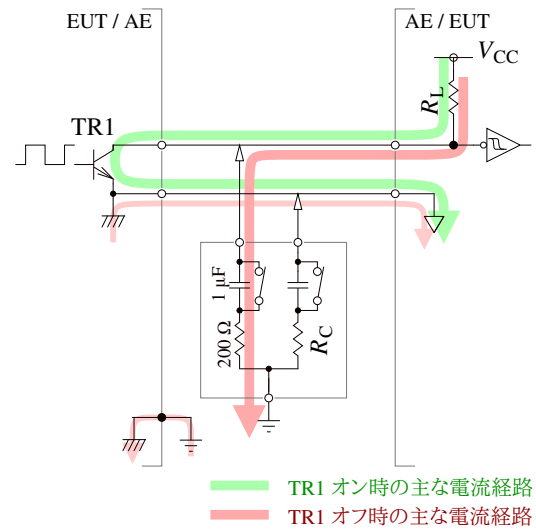 EUT / AE
AE / EUT
VCC
RL
TR1
1 μF
200 Ω
RC
TR1 オン時の主な電流経路
TR1 オフ時の主な電流経路